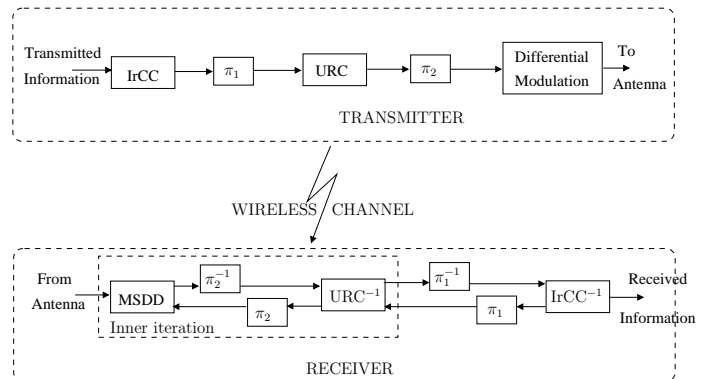 Transmitted
Information
IrCC
π₁
URC
π₂
Differential
Modulation
To
Antenna
TRANSMITTER
WIRELESS CHANNEL
From
Antenna
MSDD
π₂⁻¹
π₂
URC⁻¹
Inner iteration
π₁⁻¹
π₁
IrCC⁻¹
Received
Information
RECEIVER